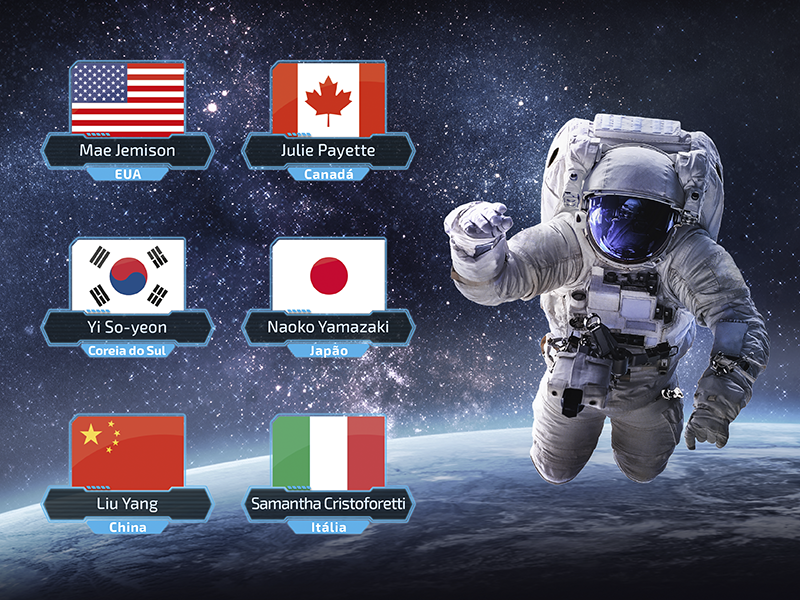 Mae Jemison
EUA
Julie Payette
Canadá
Yi So-yeon
Coreia do Sul
Naoko Yamazaki
Japão
Liu Yang
China
Samantha Cristoforetti
Itália